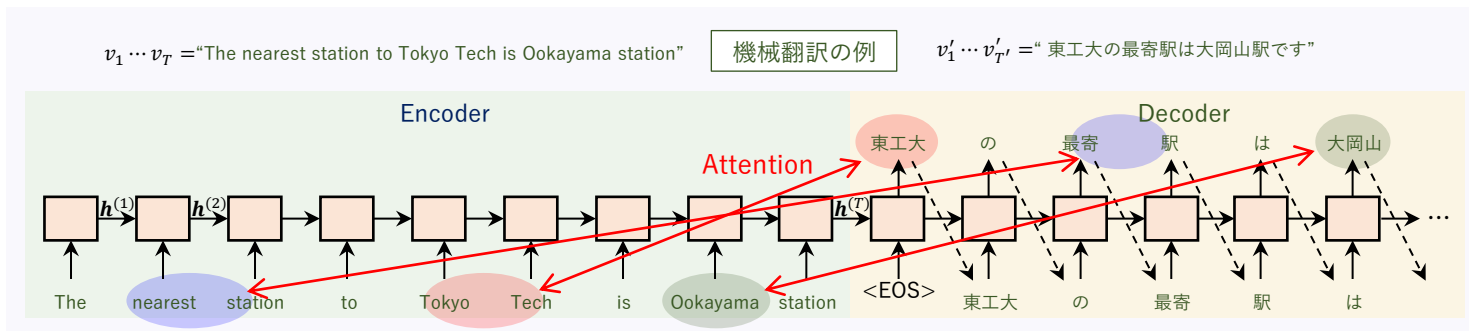 v₁ ⋯ v_T = “The nearest station to Tokyo Tech is Ookayama station”
機械翻訳の例
v′₁ ⋯ v′_T′ = “ 東工大の最寄駅は大岡山駅です”
Encoder
Decoder
東工大 の 最寄 駅 は 大岡山
Attention
h⁽¹⁾ h⁽²⁾ h⁽ᵀ⁾ ⋯
The nearest station to Tokyo Tech is Ookayama station <EOS> 東工大 の 最寄 駅 は